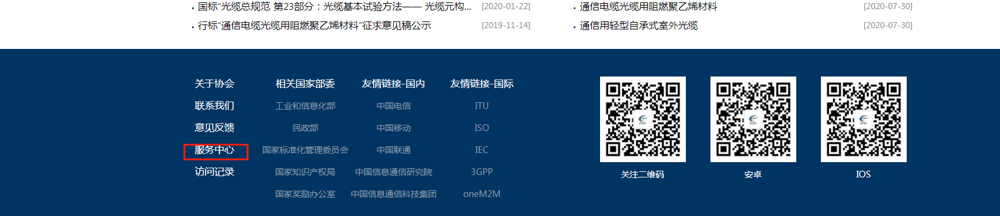 国标“光缆总规范 第23部分：光缆基本试验方法—— 光缆元构... [2020-01-22]
通信电缆光缆用阻燃聚乙烯材料 [2020-07-30]
行标“通信电缆光缆用阻燃聚乙烯材料”征求意见稿公示 [2019-11-14]
通信用轻型自承式室外光缆 [2020-07-30]
关于协会 相关国家部委 友情链接-国内 友情链接-国际
联系我们 工业和信息化部 中国电信 ITU
意见反馈 民政部 中国移动 ISO
服务中心 国家标准化管理委员会 中国联通 IEC
访问记录 国家知识产权局 中国信息通信研究院 3GPP
国家奖励办公室 中国信息通信科技集团 oneM2M
关注二维码 安卓 IOS